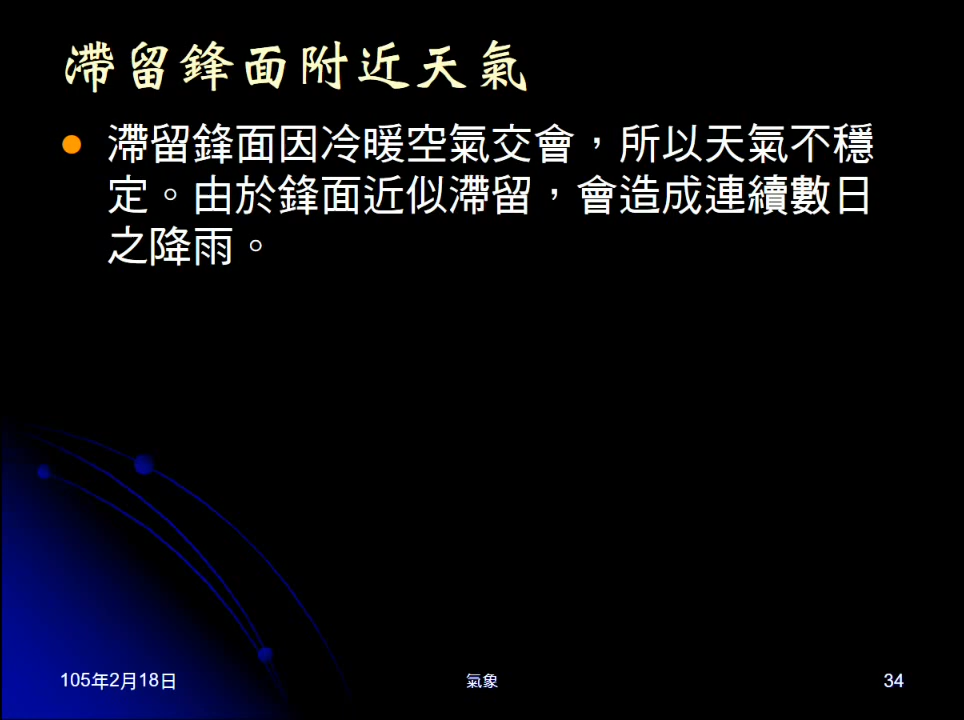 滯留鋒面附近天氣
滯留鋒面因冷暖空氣交會，所以天氣不穩
定。由於鋒面近似滯留，會造成連續數日
之降雨。
105年2月18日
氣象
34